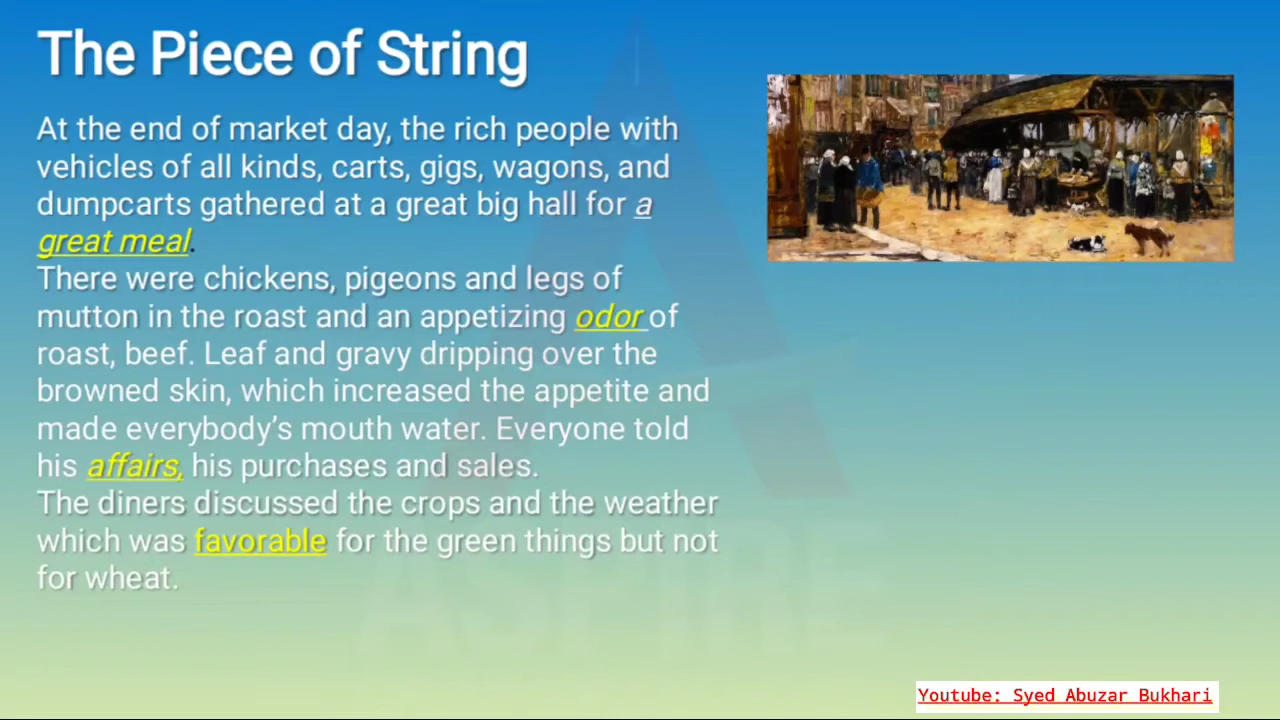 The Piece of String
At the end of market day, the rich people with
vehicles of all kinds, carts, gigs, wagons, and
dumpcarts gathered at a great big hall for a
great meal.
There were chickens, pigeons and legs of
mutton in the roast and an appetizing odor of
roast, beef. Leaf and gravy dripping over the
browned skin, which increased the appetite and
made everybody’s mouth water. Everyone told
his affairs, his purchases and sales.
The diners discussed the crops and the weather
which was favorable for the green things but not
for wheat.
ASPIRE
Youtube: Syed Abuzar Bukhari